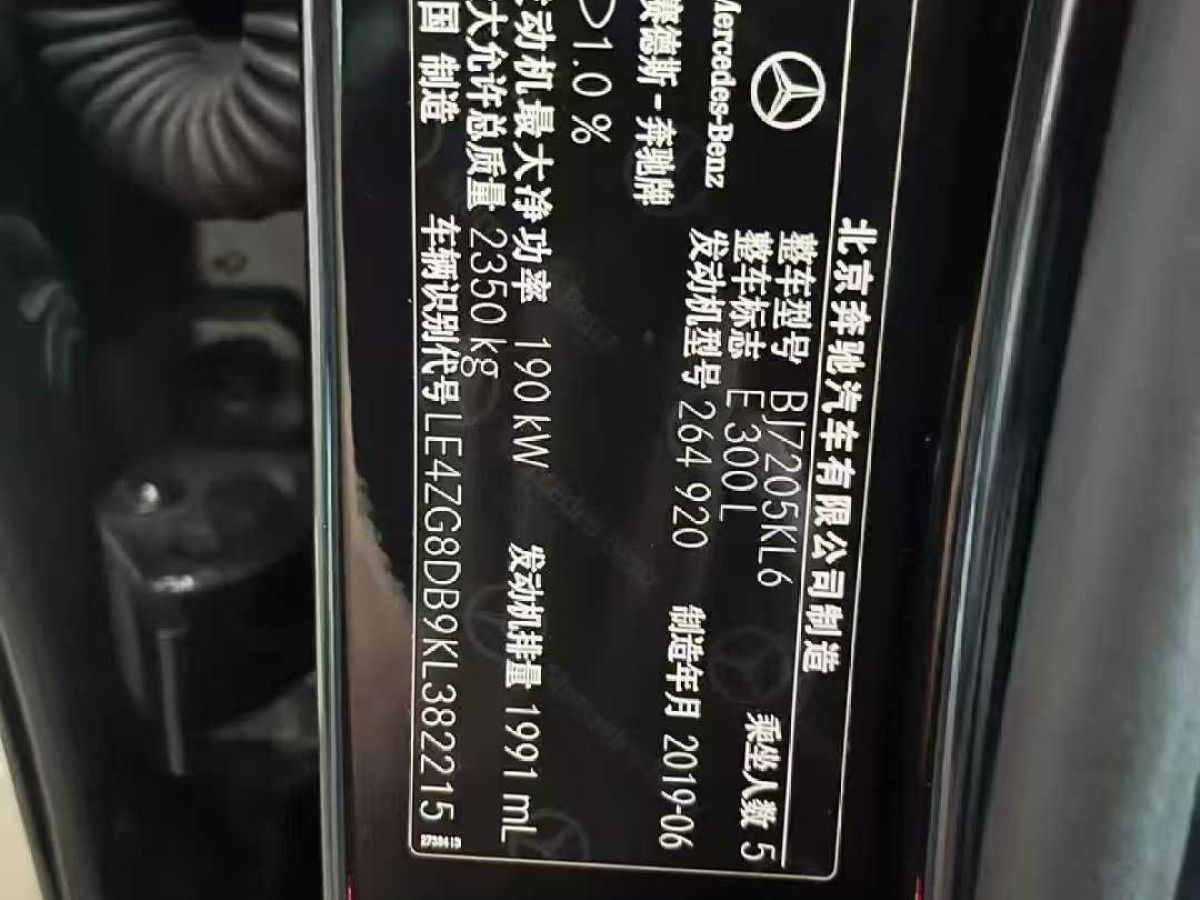 北京奔驰汽车有限公司制造
Mercedes-Benz
赛德斯-奔驰牌
整车型号 BJ7205KL6
整车标志 E 300 L 乘坐人数 5
发动机型号 264 920 制造年月 2019-06
>1.0 %
动机最大净功率 190 kW 发动机排量 1991 mL
大允许总质量 2350 kg
国 制造 车辆识别代号 LE4ZG8DB9KL382215
2738413